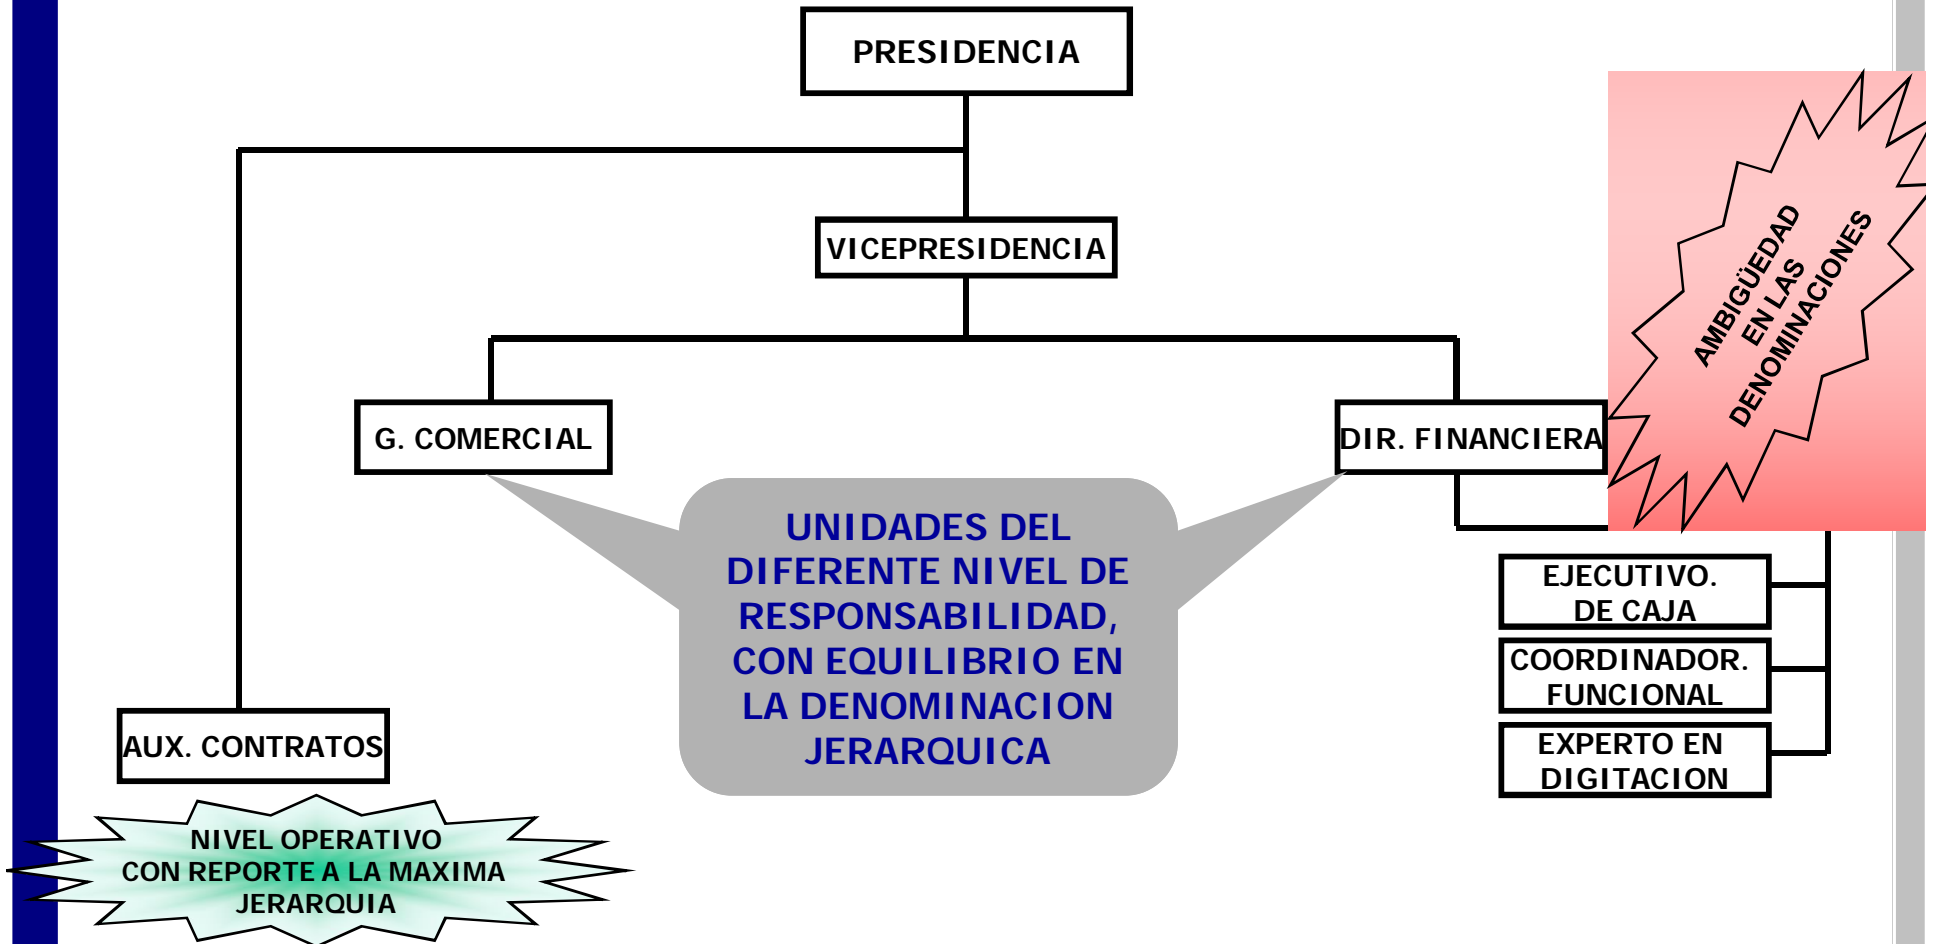 PRESIDENCIA
VICEPRESIDENCIA
AMBIGÜEDAD
EN LAS
DENOMINACIONES
G. COMERCIAL
DIR. FINANCIERA
UNIDADES DEL
DIFERENTE NIVEL DE
RESPONSABILIDAD,
CON EQUILIBRIO EN
LA DENOMINACION
JERARQUICA
EJECUTIVO.
DE CAJA
COORDINADOR.
FUNCIONAL
EXPERTO EN
DIGITACION
AUX. CONTRATOS
NIVEL OPERATIVO
CON REPORTE A LA MAXIMA
JERARQUIA